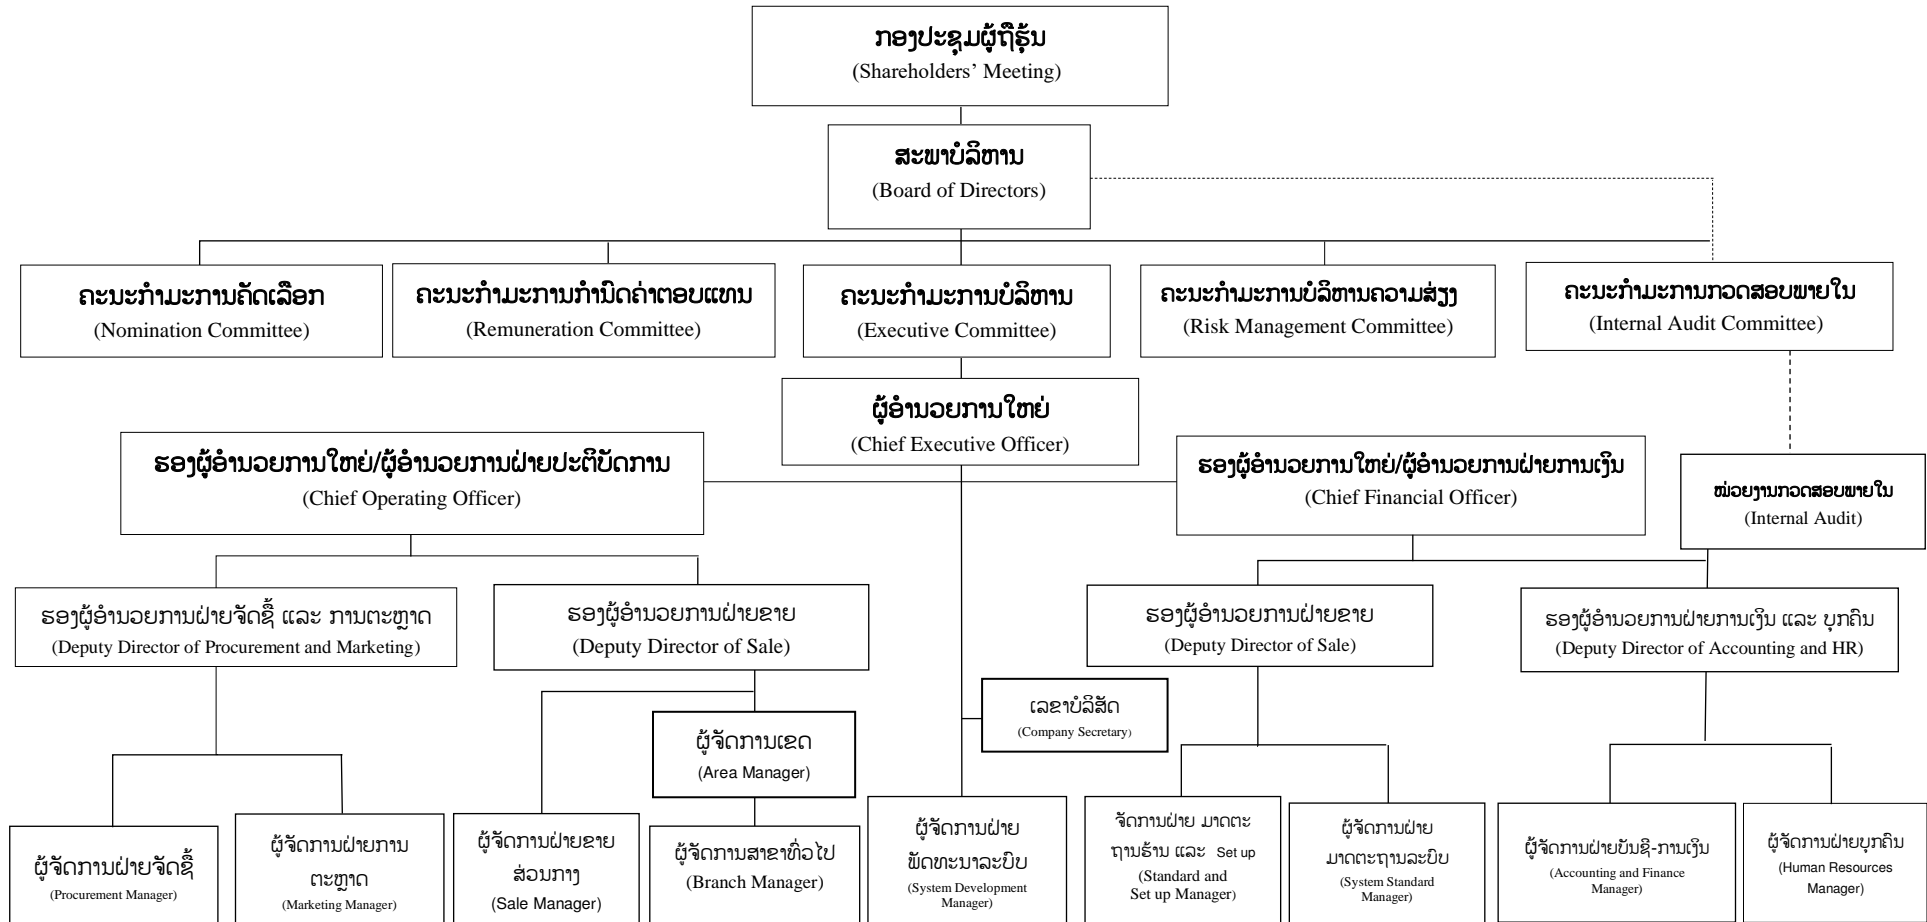 ກອງປະຊຸມຜູ້ຖືຮຸ້ນ
(Shareholders’ Meeting)
ສະພາບໍລິຫານ
(Board of Directors)
ຄະນະກຳມະການຄັດເລືອກ
(Nomination Committee)
ຄະນະກຳມະການກຳນົດຄ່າຕອບແທນ
(Remuneration Committee)
ຄະນະກຳມະການບໍລິຫານ
(Executive Committee)
ຄະນະກຳມະການບໍລິຫານຄວາມສ່ຽງ
(Risk Management Committee)
ຄະນະກຳມະການກວດສອບພາຍໃນ
(Internal Audit Committee)
ຜູ້ອຳນວຍການໃຫຍ່
(Chief Executive Officer)
ຮອງຜູ້ອຳນວຍການໃຫຍ່/ຜູ້ອຳນວຍການຝ່າຍປະຕິບັດການ
(Chief Operating Officer)
ຮອງຜູ້ອຳນວຍການໃຫຍ່/ຜູ້ອຳນວຍການຝ່າຍການເງິນ
(Chief Financial Officer)
ໜ່ວຍງານກວດສອບພາຍໃນ
(Internal Audit)
ຮອງຜູ້ອຳນວຍການຝ່າຍຈັດຊື້ ແລະ ການຕະຫຼາດ
(Deputy Director of Procurement and Marketing)
ຮອງຜູ້ອຳນວຍການຝ່າຍຂາຍ
(Deputy Director of Sale)
ຮອງຜູ້ອຳນວຍການຝ່າຍຂາຍ
(Deputy Director of Sale)
ຮອງຜູ້ອຳນວຍການຝ່າຍການເງິນ ແລະ ບຸກຄົນ
(Deputy Director of Accounting and HR)
ເລຂາບໍລິສັດ
(Company Secretary)
ຜູ້ຈັດການເຂດ
(Area Manager)
ຜູ້ຈັດການຝ່າຍຈັດຊື້
(Procurement Manager)
ຜູ້ຈັດການຝ່າຍການ
ຕະຫຼາດ
(Marketing Manager)
ຜູ້ຈັດການຝ່າຍຂາຍ
ສ່ວນກາງ
(Sale Manager)
ຜູ້ຈັດການສາຂາທົ່ວໄປ
(Branch Manager)
ຜູ້ຈັດການຝ່າຍ
ພັດທະນາລະບົບ
(System Development
Manager)
ຈັດການຝ່າຍ ມາດຕະ
ຖານຮ້ານ ແລະ Set up
(Standard and
Set up Manager)
ຜູ້ຈັດການຝ່າຍ
ມາດຕະຖານລະບົບ
(System Standard
Manager)
ຜູ້ຈັດການຝ່າຍບັນຊີ-ການເງິນ
(Accounting and Finance
Manager)
ຜູ້ຈັດການຝ່າຍບຸກຄົນ
(Human Resources
Manager)